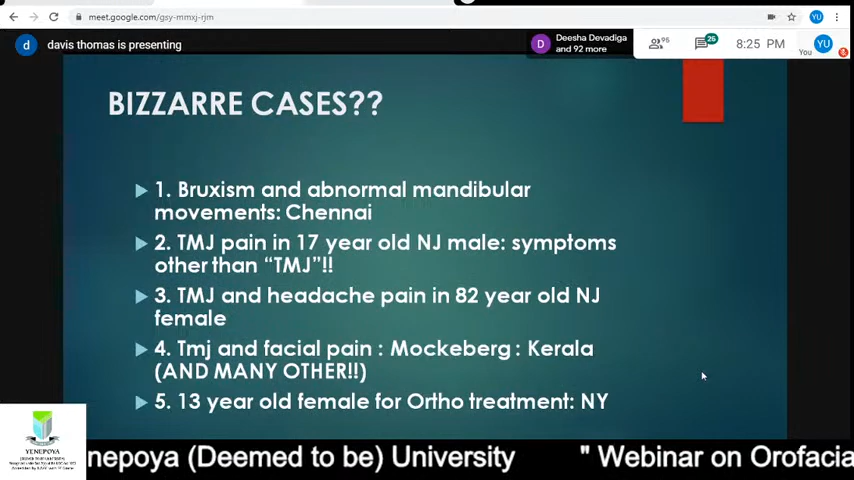 meet.google.com/gsy-mmxj-rjm
YU
d
davis thomas is presenting
D
Deesha Devadiga
and 92 more
95
26
8:25 PM
YU
You
BIZZARRE CASES??
1. Bruxism and abnormal mandibular
movements: Chennai
2. TMJ pain in 17 year old NJ male: symptoms
other than “TMJ”!!
3. TMJ and headache pain in 82 year old NJ
female
4. Tmj and facial pain : Mockeberg : Kerala
(AND MANY OTHER!!)
5. 13 year old female for Ortho treatment: NY
YENEPOYA
nepoya (Deemed to be) University " Webinar on Orofacia